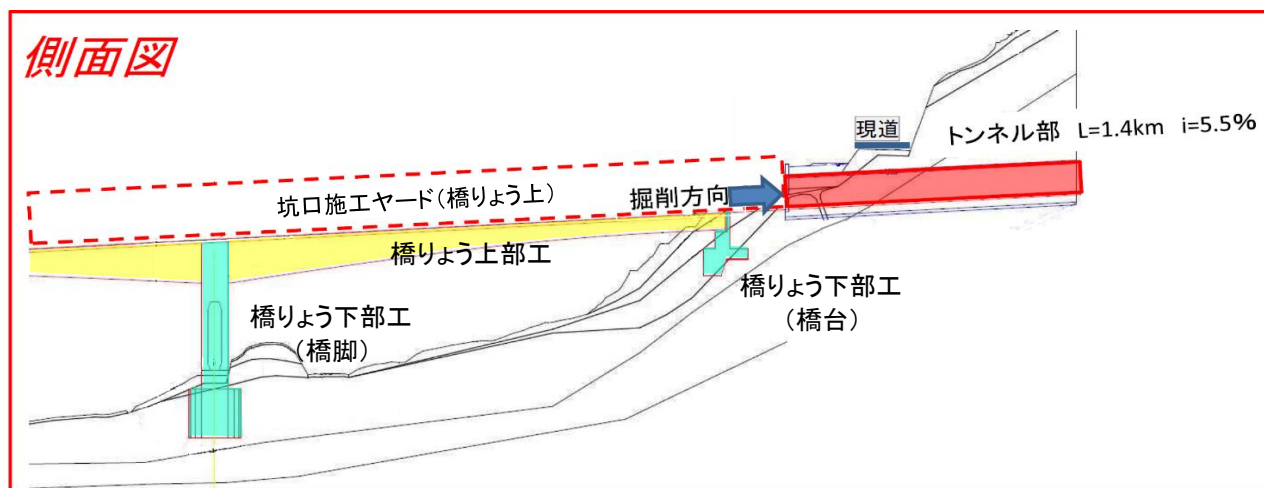 側面図
現道
トンネル部 L=1.4km i=5.5%
坑口施工ヤード(橋りょう上)
掘削方向
橋りょう上部工
橋りょう下部工
(橋台)
橋りょう下部工
(橋脚)